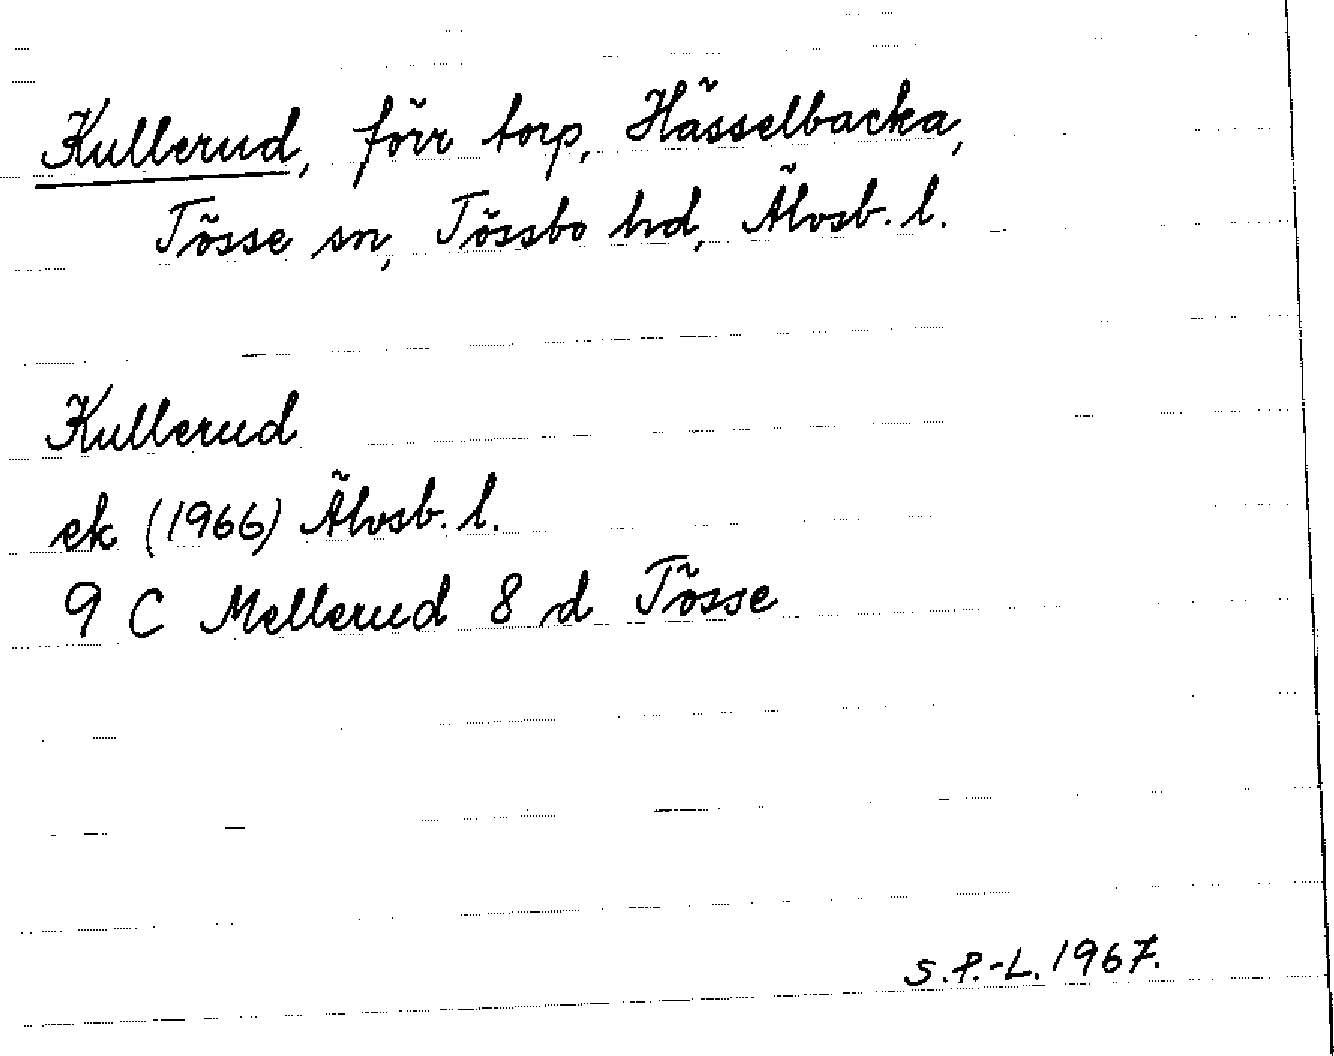 Kullerud, förr torp, Hässelbacka,
Tösse sn, Tössbo hd, Älvsb. l.
Kullerud
ek (1966) Älvsb. l.
9 C Mellerud 8 d Tösse
S.P.-L. 1967.